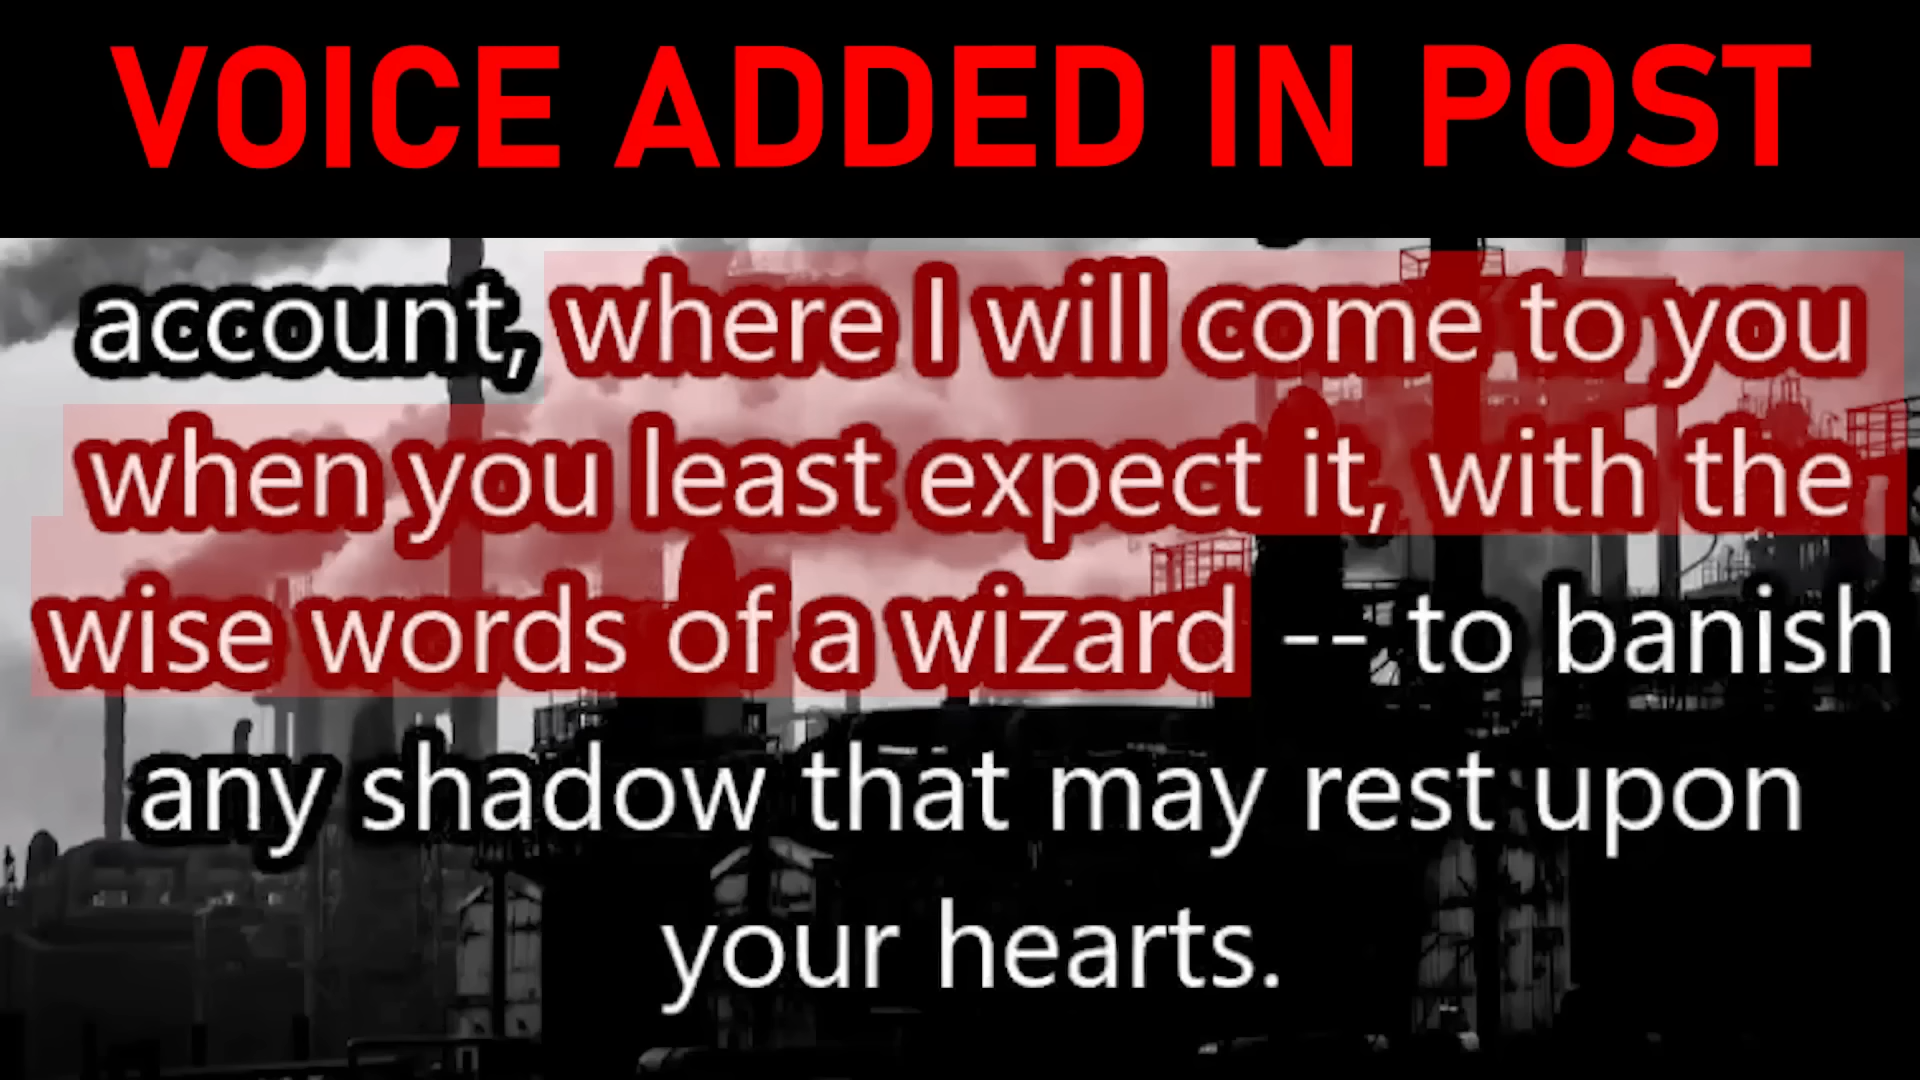 VOICE ADDED IN POST
account, where I will come to you
when you least expect it, with the
wise words of a wizard -- to banish
any shadow that may rest upon
your hearts.